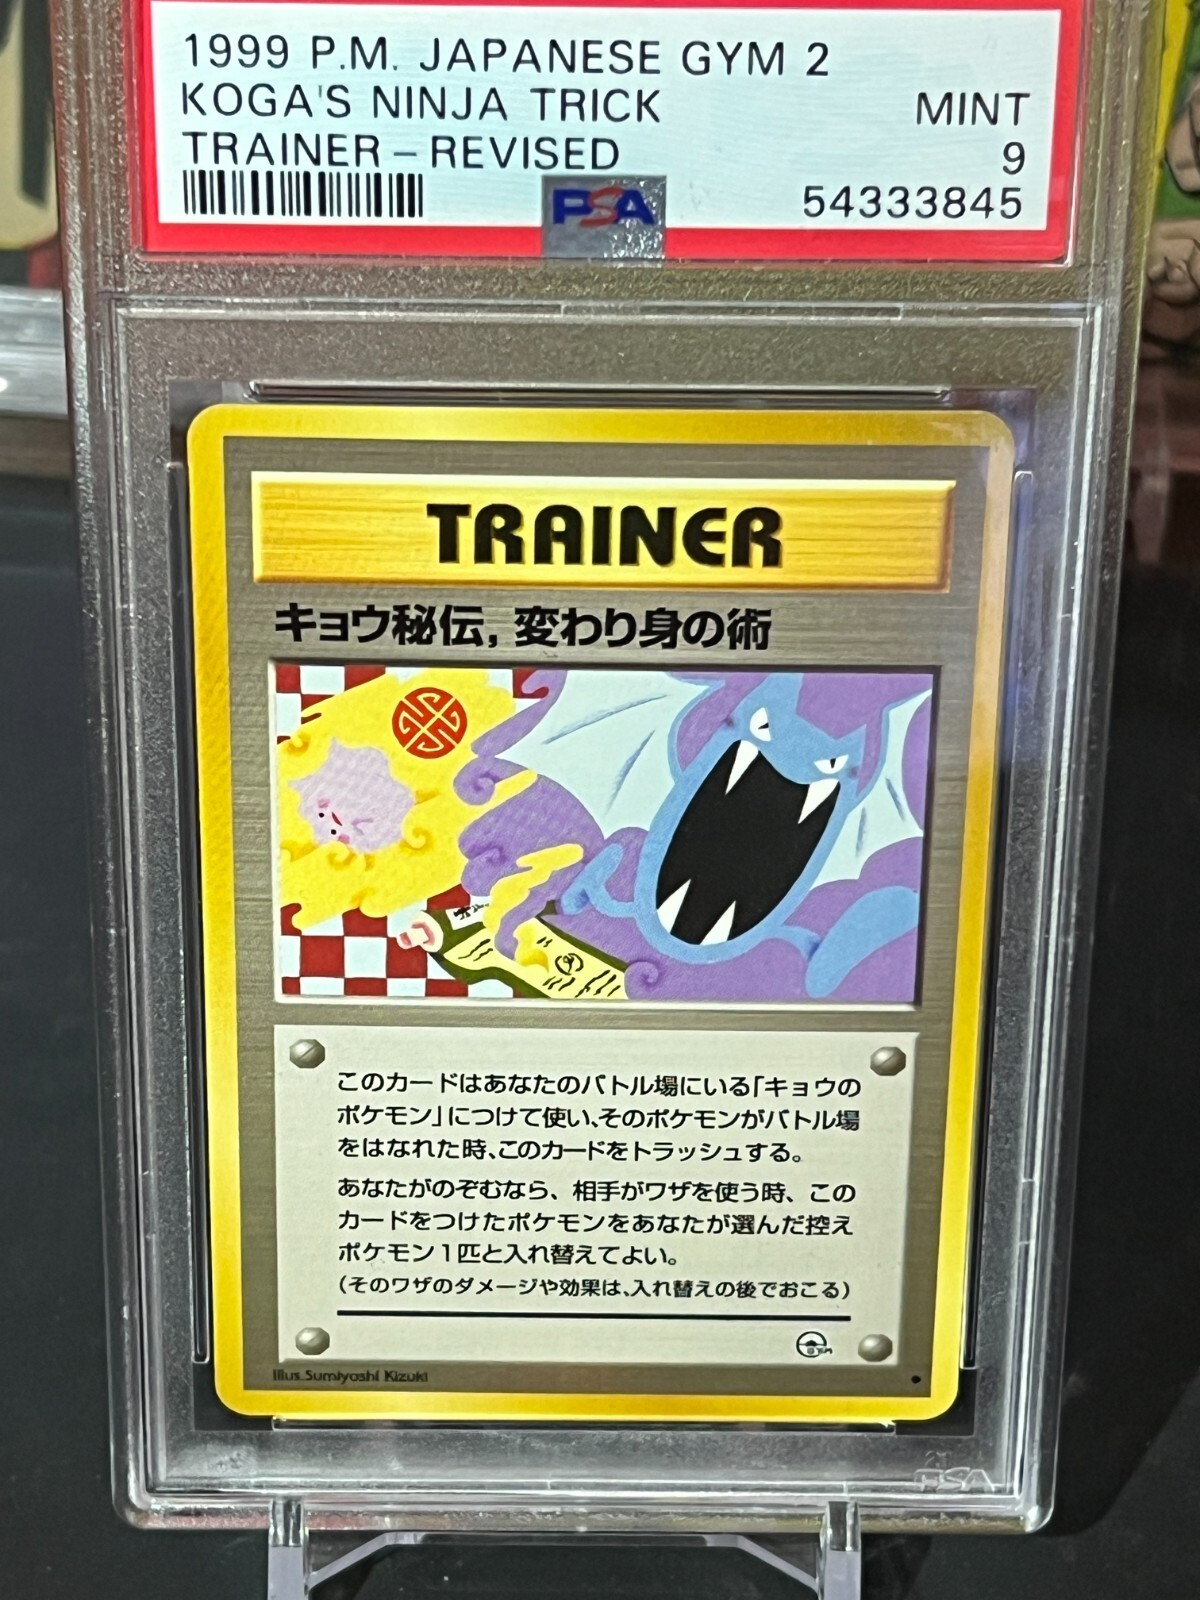 1999 P.M. JAPANESE GYM 2
KOGA'S NINJA TRICK MINT
TRAINER - REVISED 9
PSA 54333845
TRAINER
キョウ秘伝, 変わり身の術
このカードはあなたのバトル場にいる「キョウの
ポケモン」につけて使い、そのポケモンがバトル場
をはなれた時、このカードをトラッシュする。
あなたがのぞむなら、相手がワザを使う時、この
カードをつけたポケモンをあなたが選んだ控え
ポケモン1匹と入れ替えてよい。
(そのワザのダメージや効果は、入れ替えの後でおこる)
GYM
Illus. Sumiyoshi Kizuki
PSA